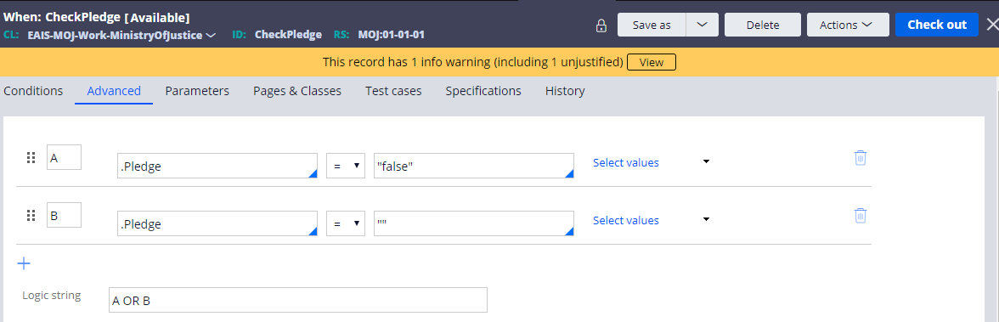 When: CheckPledge [Available]
CL: EAIS-MOJ-Work-MinistryOfJustice ID: CheckPledge RS: MOJ:01-01-01
Save as Delete Actions Check out
This record has 1 info warning (including 1 unjustified) View
Conditions Advanced Parameters Pages & Classes Test cases Specifications History
A .Pledge = "false" Select values
B .Pledge = "" Select values
Logic string A OR B